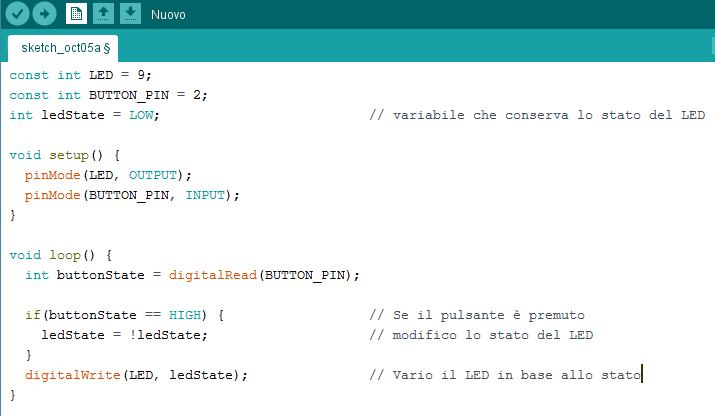 Nuovo
sketch_oct05a §
const int LED = 9;
const int BUTTON_PIN = 2;
int ledState = LOW; // variabile che conserva lo stato del LED
void setup() {
pinMode(LED, OUTPUT);
pinMode(BUTTON_PIN, INPUT);
}
void loop() {
int buttonState = digitalRead(BUTTON_PIN);
if(buttonState == HIGH) { // Se il pulsante è premuto
ledState = !ledState; // modifico lo stato del LED
}
digitalWrite(LED, ledState); // Vario il LED in base allo stato
}